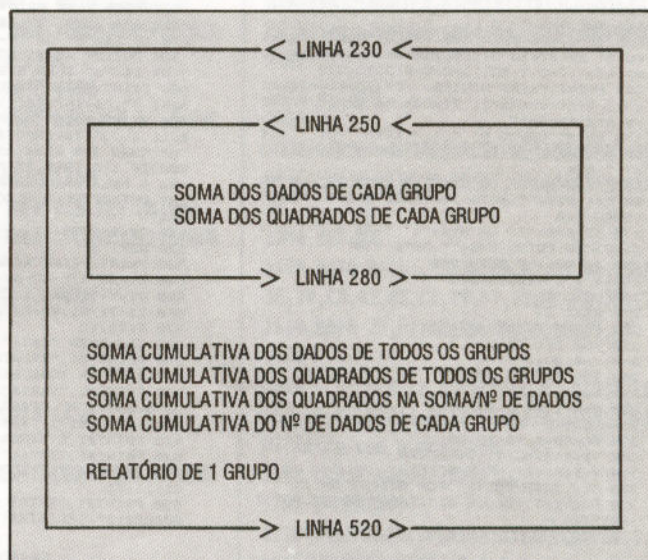 < LINHA 230 <
< LINHA 250 <
SOMA DOS DADOS DE CADA GRUPO
SOMA DOS QUADRADOS DE CADA GRUPO
> LINHA 280 >
SOMA CUMULATIVA DOS DADOS DE TODOS OS GRUPOS
SOMA CUMULATIVA DOS QUADRADOS DE TODOS OS GRUPOS
SOMA CUMULATIVA DOS QUADRADOS NA SOMA/Nº DE DADOS
SOMA CUMULATIVA DO Nº DE DADOS DE CADA GRUPO
RELATÓRIO DE 1 GRUPO
> LINHA 520 >